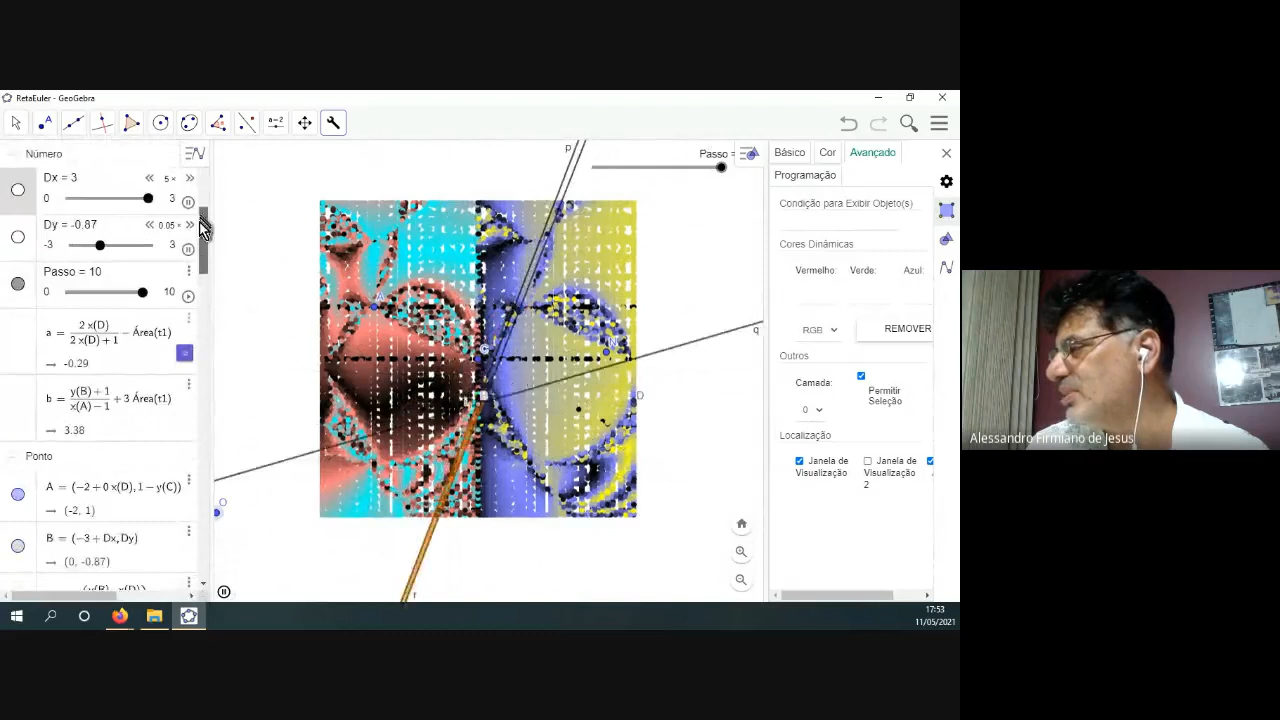 RetaEuler - GeoGebra
a=2
Número
Dx = 3
5 ×
0
3
Dy = -0.87
0.05 ×
-3
3
Passo = 10
0
10
a = 2 x(D) / 2 x(D) + 1 − Área(t1)
→ -0.29
b = y(B) + 1 / x(A) − 1 + 3 Área(t1)
→ 3.38
Ponto
A = (−2 + 0 x(D), 1 − y(C))
→ (-2, 1)
B = (−3 + Dx, Dy)
→ (0, -0.87)
(y(B) x(D))
Passo =
p
q
A
C
N
O
r
Básico
Cor
Avançado
Programação
Condição para Exibir Objeto(s)
Cores Dinámicas
Vermelho:
Verde:
Azul:
RGB
REMOVER
Outros
Camada:
0
Permitir
Seleção
Localização
Janela de
Visualização
Janela de
Visualização
2
17:53
11/05/2021
Alessandro Firmiano de Jesus